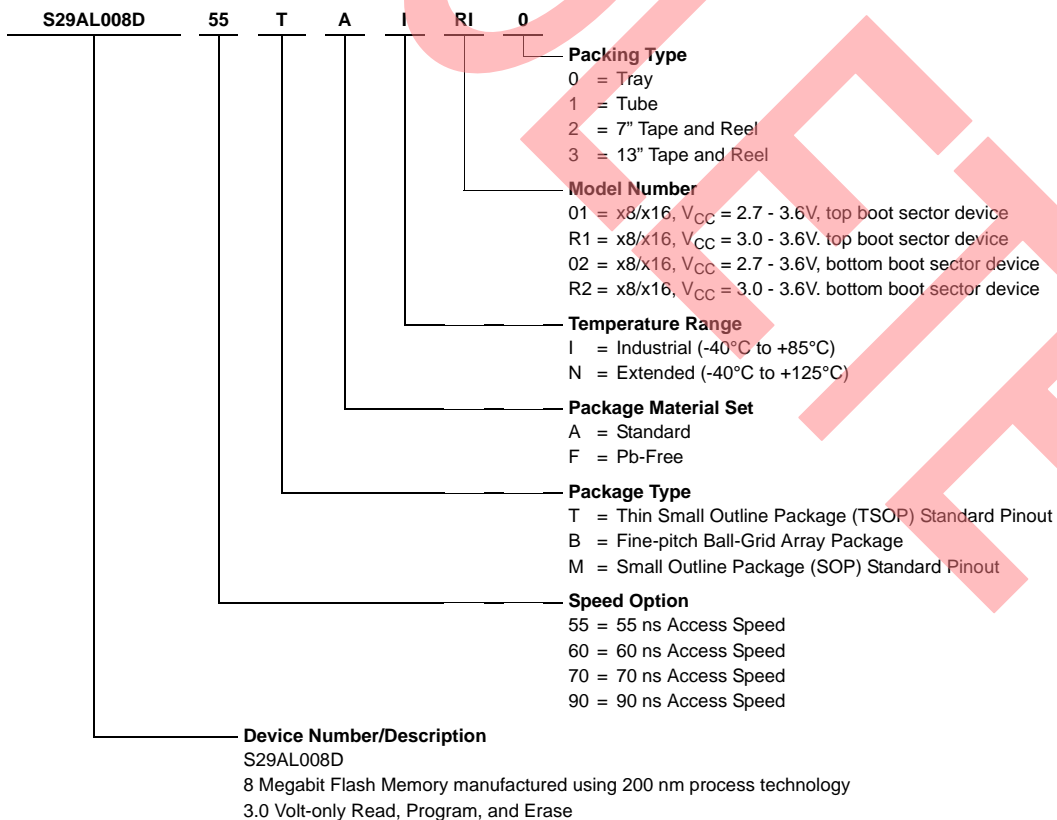 S29AL008D 55 T A I RI 0
Packing Type
0 = Tray
1 = Tube
2 = 7” Tape and Reel
3 = 13” Tape and Reel
Model Number
01 = x8/x16, VCC = 2.7 - 3.6V, top boot sector device
R1 = x8/x16, VCC = 3.0 - 3.6V. top boot sector device
02 = x8/x16, VCC = 2.7 - 3.6V, bottom boot sector device
R2 = x8/x16, VCC = 3.0 - 3.6V. bottom boot sector device
Temperature Range
I = Industrial (-40°C to +85°C)
N = Extended (-40°C to +125°C)
Package Material Set
A = Standard
F = Pb-Free
Package Type
T = Thin Small Outline Package (TSOP) Standard Pinout
B = Fine-pitch Ball-Grid Array Package
M = Small Outline Package (SOP) Standard Pinout
Speed Option
55 = 55 ns Access Speed
60 = 60 ns Access Speed
70 = 70 ns Access Speed
90 = 90 ns Access Speed
Device Number/Description
S29AL008D
8 Megabit Flash Memory manufactured using 200 nm process technology
3.0 Volt-only Read, Program, and Erase